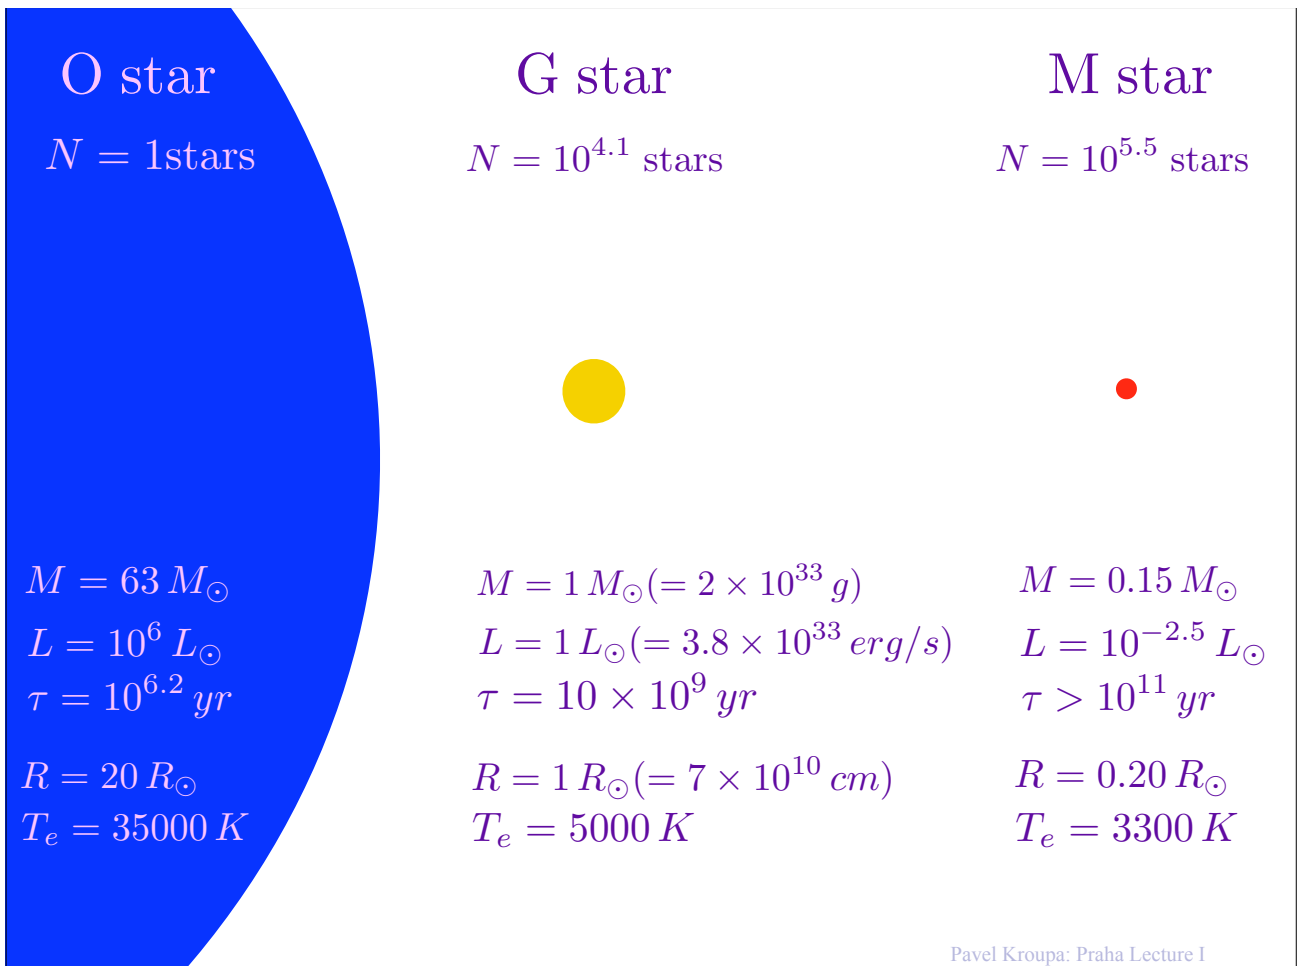 O star
N = 1stars
M = 63 M☉
L = 10^6 L☉
τ = 10^6.2 yr
R = 20 R☉
T_e = 35000 K
G star
N = 10^4.1 stars
M = 1 M☉(= 2 × 10^33 g)
L = 1 L☉(= 3.8 × 10^33 erg/s)
τ = 10 × 10^9 yr
R = 1 R☉(= 7 × 10^10 cm)
T_e = 5000 K
M star
N = 10^5.5 stars
M = 0.15 M☉
L = 10^−2.5 L☉
τ > 10^11 yr
R = 0.20 R☉
T_e = 3300 K
Pavel Kroupa: Praha Lecture I